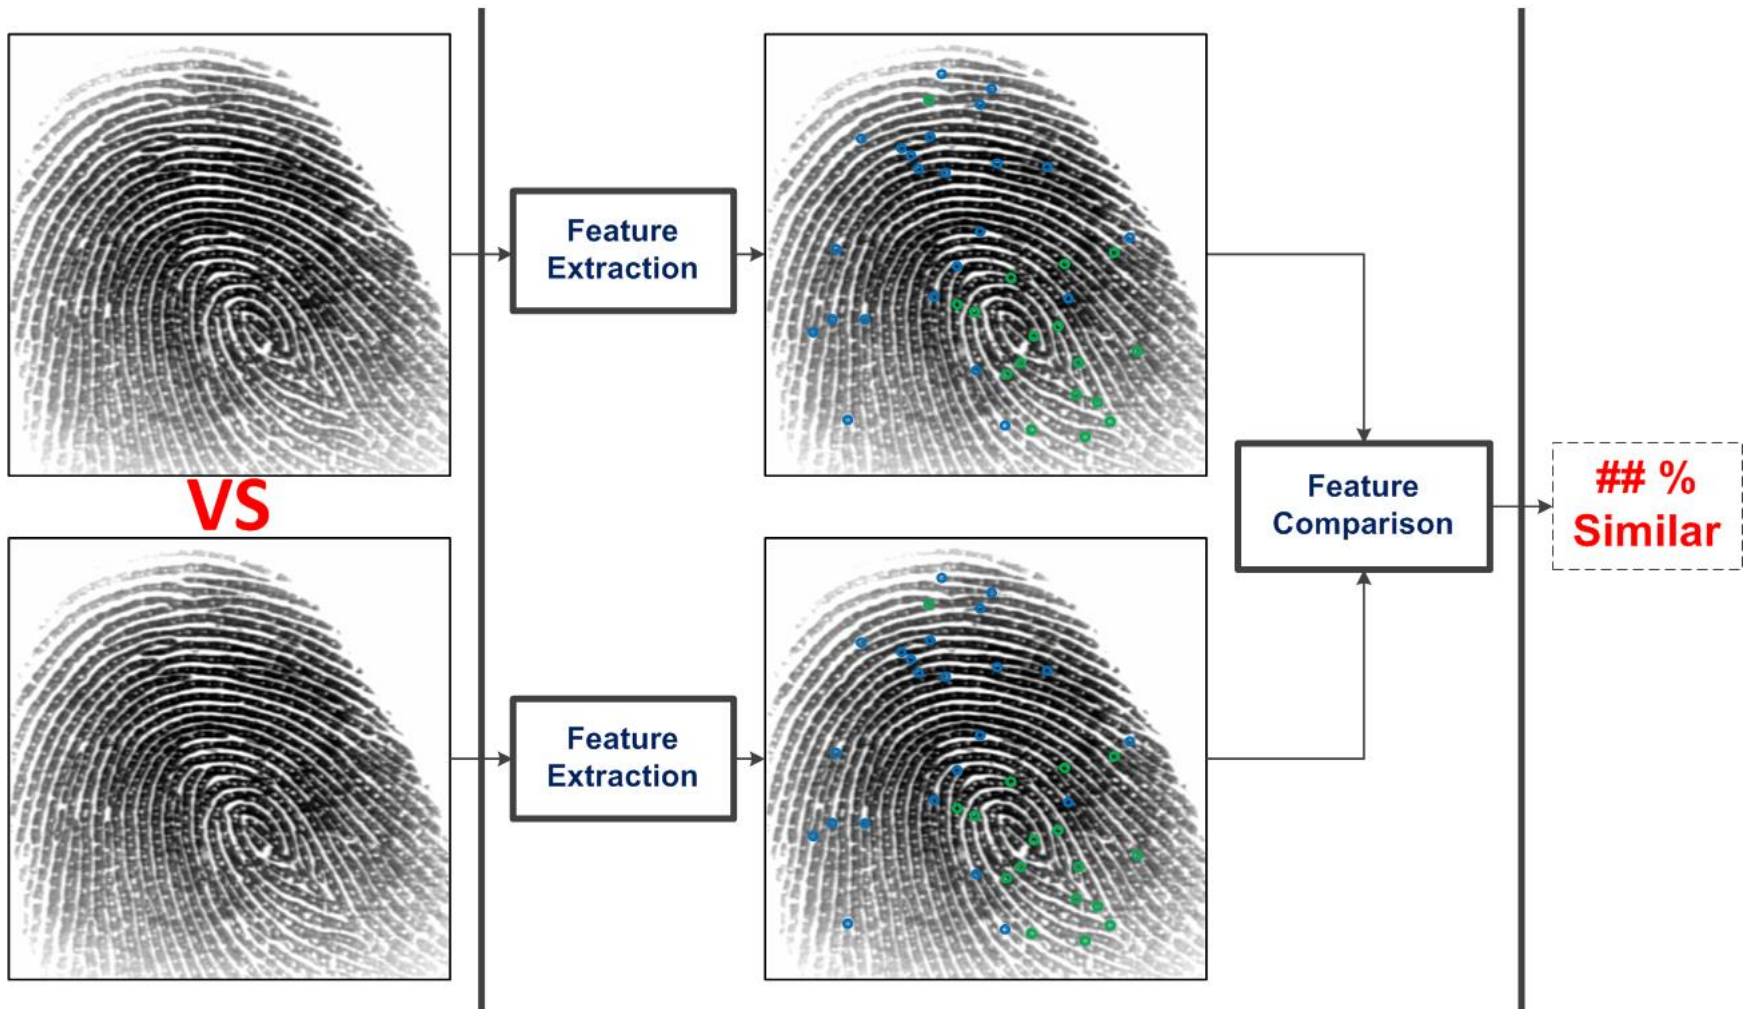 Feature
Extraction
VS
Feature
Comparison
## %
Similar
Feature
Extraction